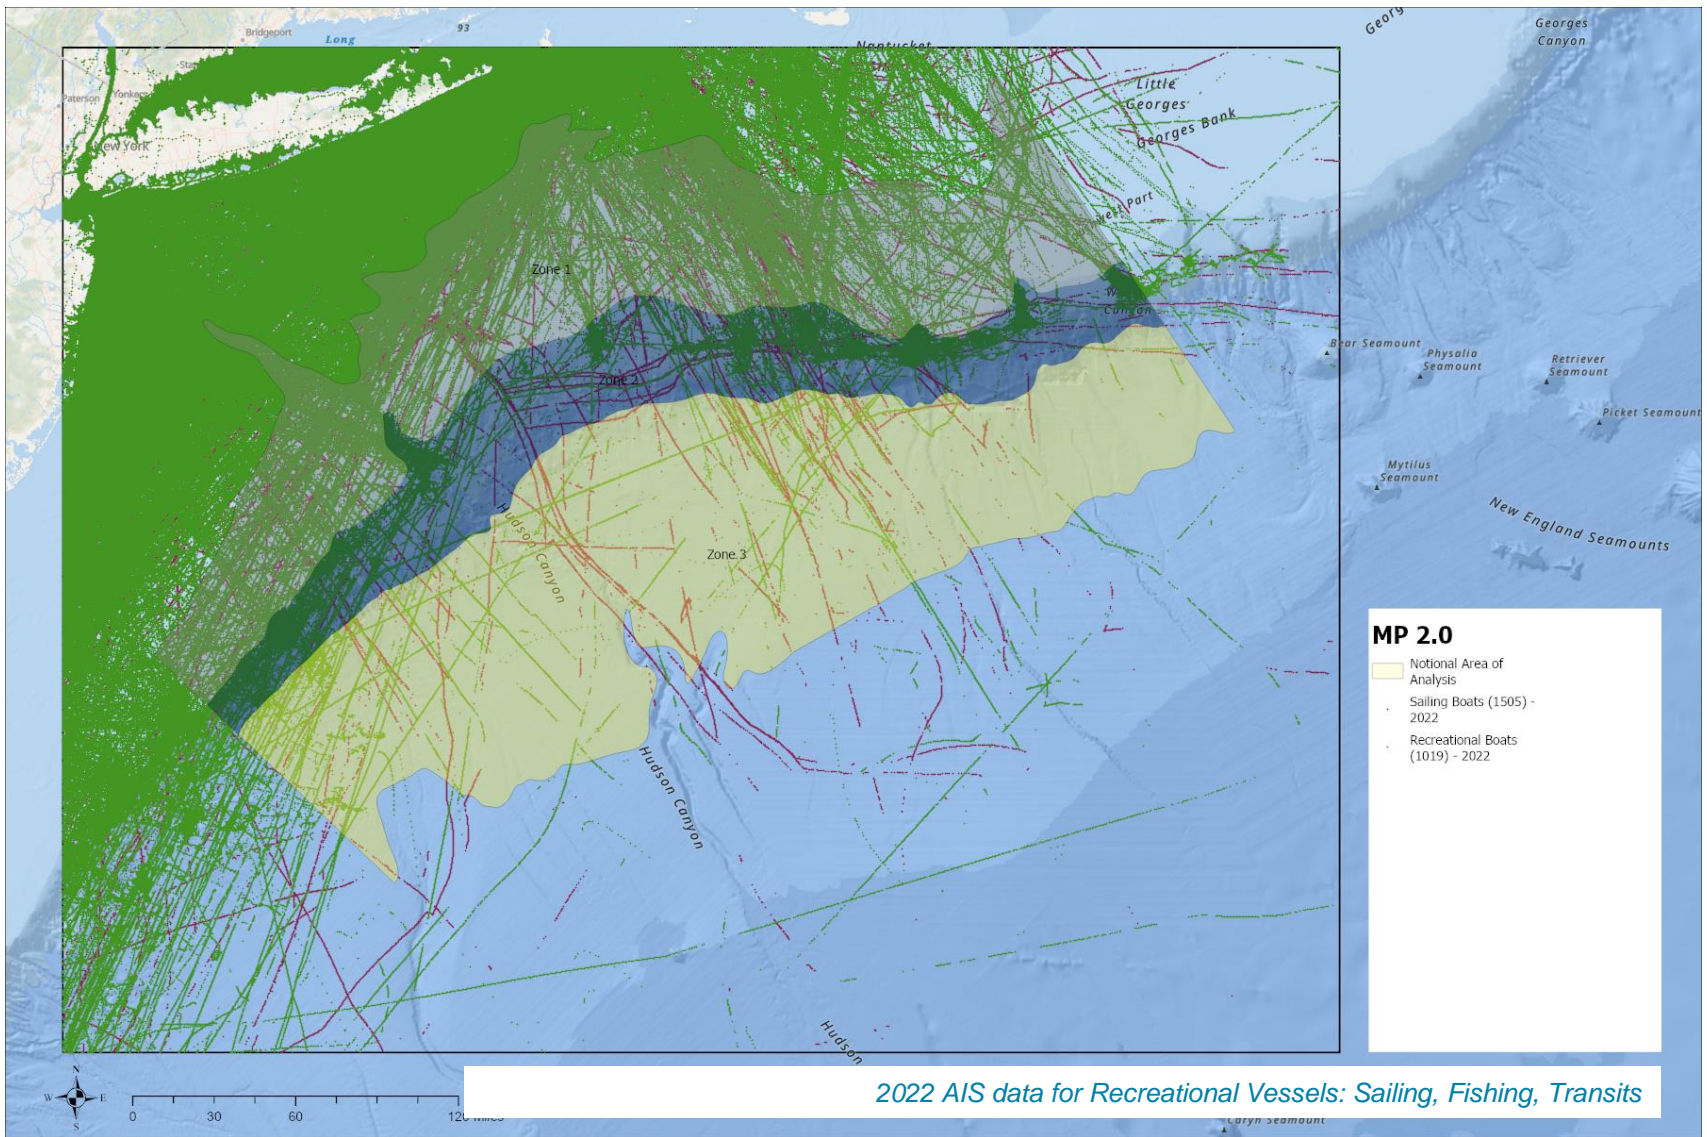 Georges
Canyon
Bridgeport
Long
93
Nantucket
Little
Georges
Georges Bank
Paterson
Yonkers
New York
Zone 1
Canyon
Bear Seamount
Physalia
Seamount
Retriever
Seamount
Zone 2
Picket Seamount
Mytilus
Seamount
New England Seamounts
Hudson Canyon
Zone 3
MP 2.0
Notional Area of
Analysis
Sailing Boats (1505) -
2022
Recreational Boats
(1019) - 2022
Hudson Canyon
Hudson
N
W
E
S
0
30
60
2022 AIS data for Recreational Vessels: Sailing, Fishing, Transits
Caryn Seamount